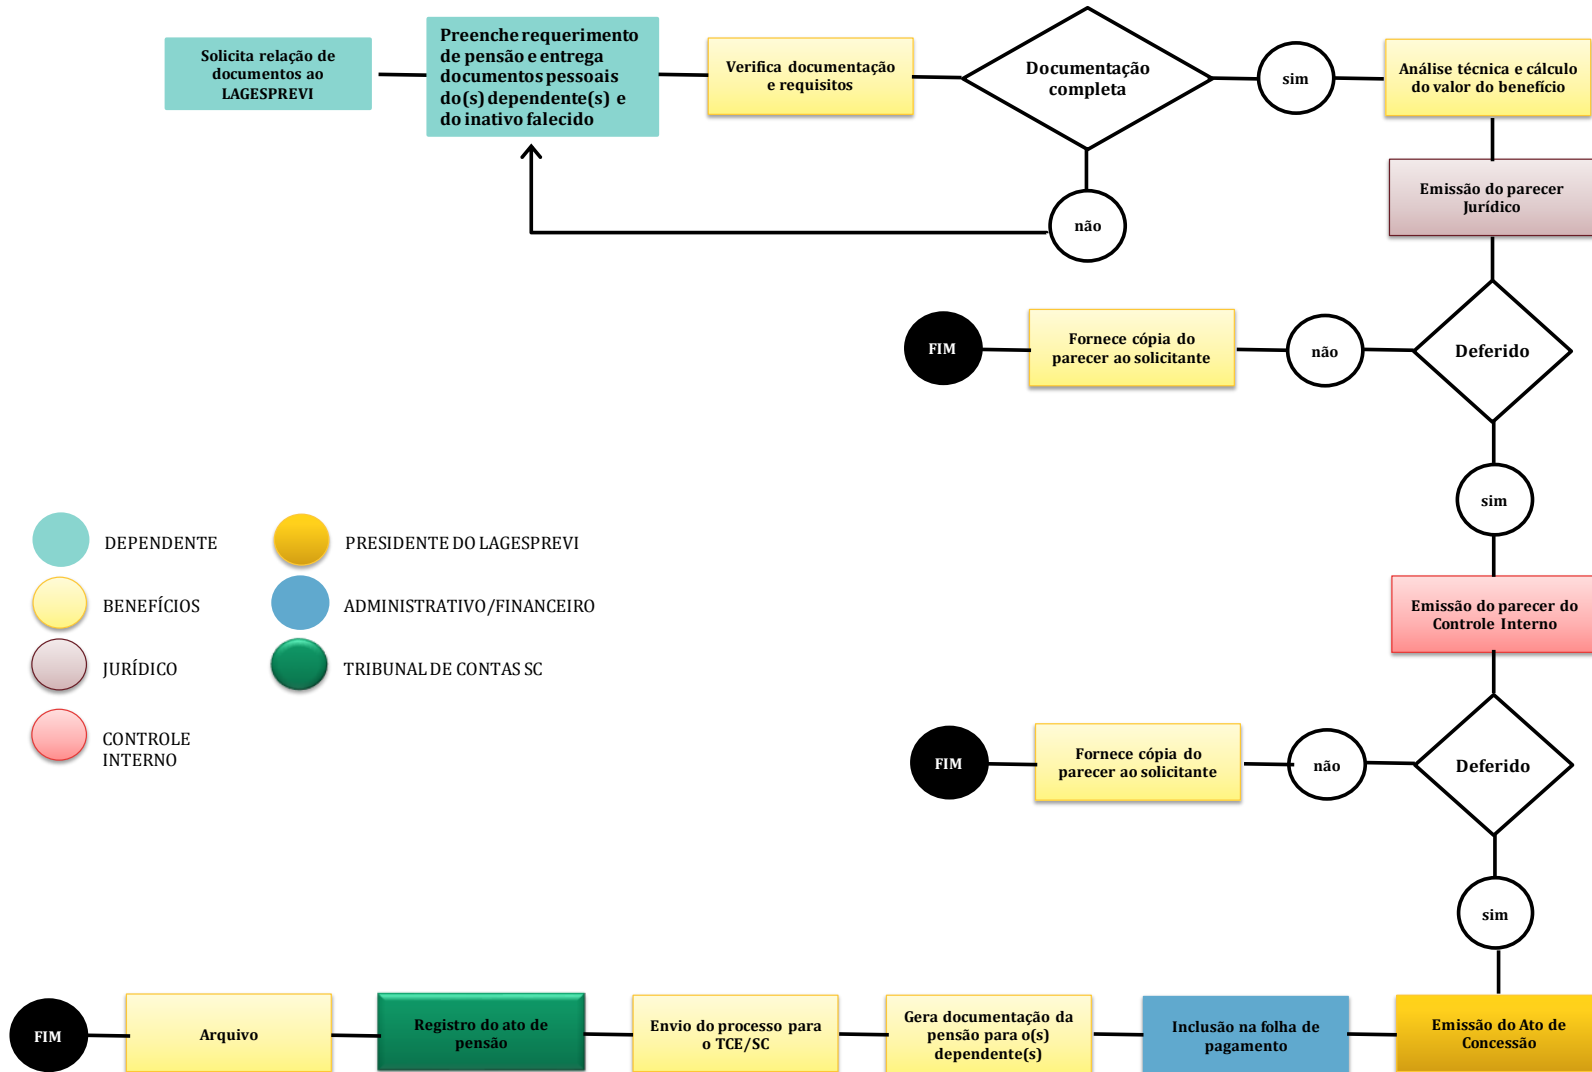 Solicita relação de
documentos ao
LAGESPREVI
Preenche requerimento
de pensão e entrega
documentos pessoais
do(s) dependente(s) e
do inativo falecido
Verifica documentação
e requisitos
Documentação
completa
sim
Análise técnica e cálculo
do valor do benefício
não
Emissão do parecer
Jurídico
FIM
Fornece cópia do
parecer ao solicitante
não
Deferido
sim
DEPENDENTE
PRESIDENTE DO LAGESPREVI
BENEFÍCIOS
ADMINISTRATIVO/FINANCEIRO
JURÍDICO
TRIBUNAL DE CONTAS SC
CONTROLE
INTERNO
Emissão do parecer do
Controle Interno
FIM
Fornece cópia do
parecer ao solicitante
não
Deferido
sim
FIM
Arquivo
Registro do ato de
pensão
Envio do processo para
o TCE/SC
Gera documentação da
pensão para o(s)
dependente(s)
Inclusão na folha de
pagamento
Emissão do Ato de
Concessão